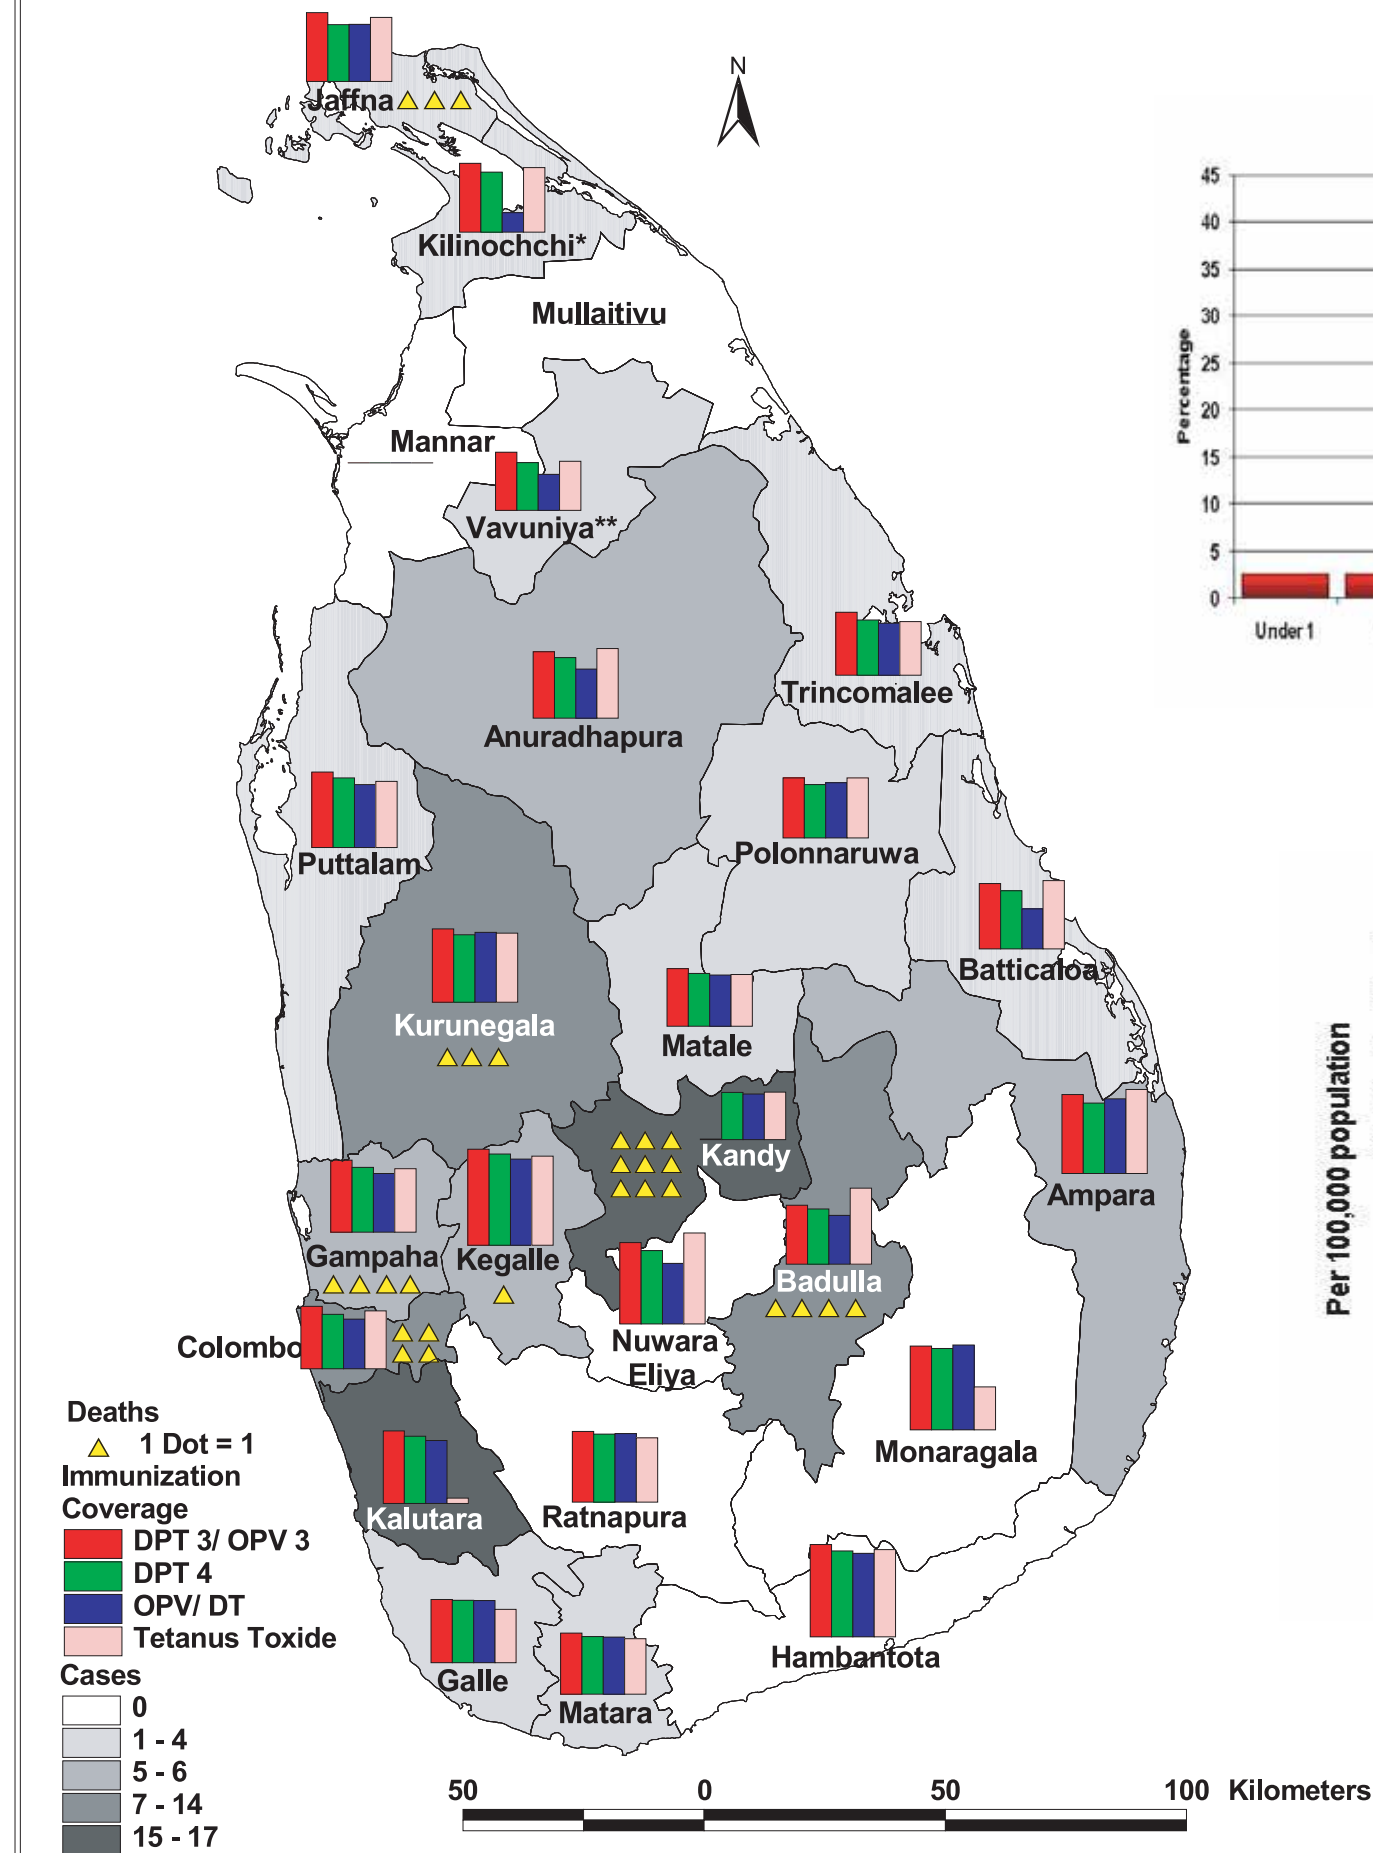 N
Jaffna
Kilinochchi*
Mullaitivu
Mannar
Vavuniya**
Trincomalee
Anuradhapura
Puttalam
Polonnaruwa
Batticaloa
Kurunegala
Matale
Kandy
Ampara
Gampaha
Kegalle
Badulla
Colombo
Nuwara
Eliya
Monaragala
Kalutara
Ratnapura
Hambantota
Galle
Matara
Deaths
1 Dot = 1
Immunization
Coverage
DPT 3/ OPV 3
DPT 4
OPV/ DT
Tetanus Toxide
Cases
0
1 - 4
5 - 6
7 - 14
15 - 17
50 0 50 100 Kilometers
Percentage
45
40
35
30
25
20
15
10
5
0
Under 1
Per 100,000 population